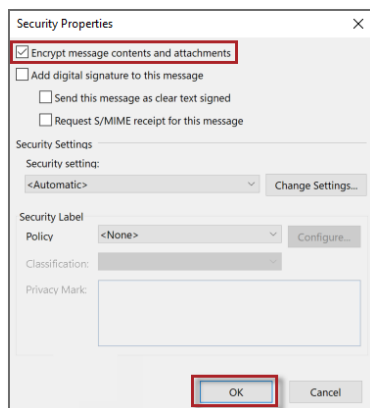 Security Properties
Encrypt message contents and attachments
Add digital signature to this message
Send this message as clear text signed
Request S/MIME receipt for this message
Security Settings
Security setting:
<Automatic> Change Settings...
Security Label
Policy <None> Configure...
Classification:
Privacy Mark:
OK Cancel